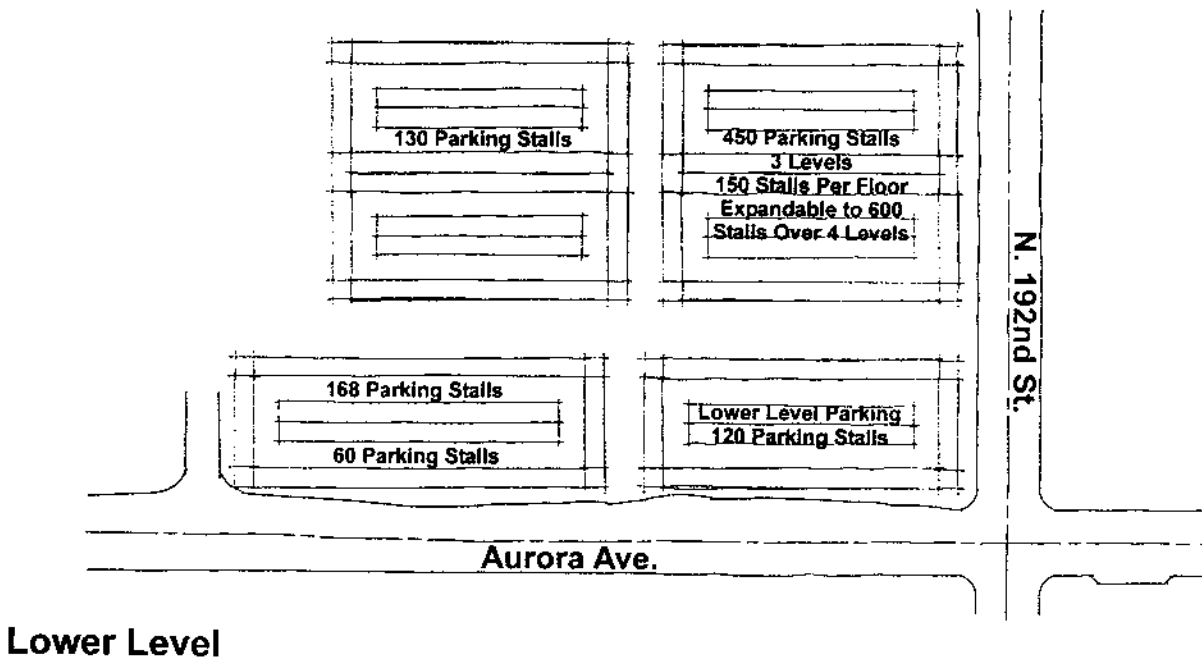 130 Parking Stalls
450 Parking Stalls
3 Levels
150 Stalls Per Floor
Expandable to 600
Stalls Over 4 Levels
N. 192nd St.
168 Parking Stalls
60 Parking Stalls
Lower Level Parking
120 Parking Stalls
Aurora Ave.
Lower Level